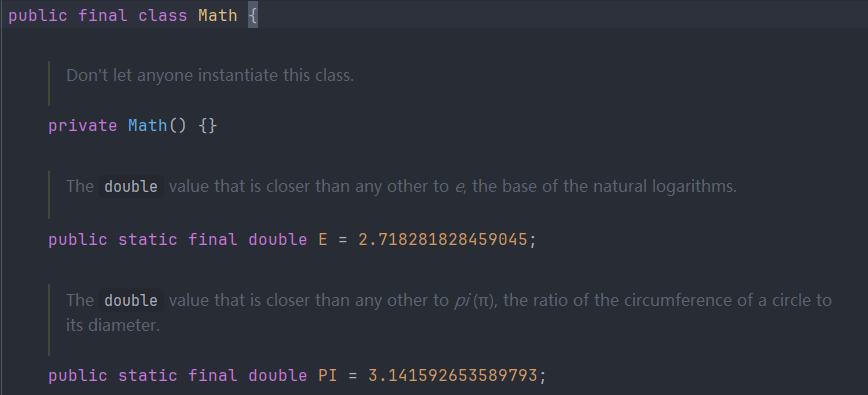 public final class Math {
Don't let anyone instantiate this class.
private Math() {}
The double value that is closer than any other to e, the base of the natural logarithms.
public static final double E = 2.718281828459045;
The double value that is closer than any other to pi (π), the ratio of the circumference of a circle to
its diameter.
public static final double PI = 3.141592653589793;